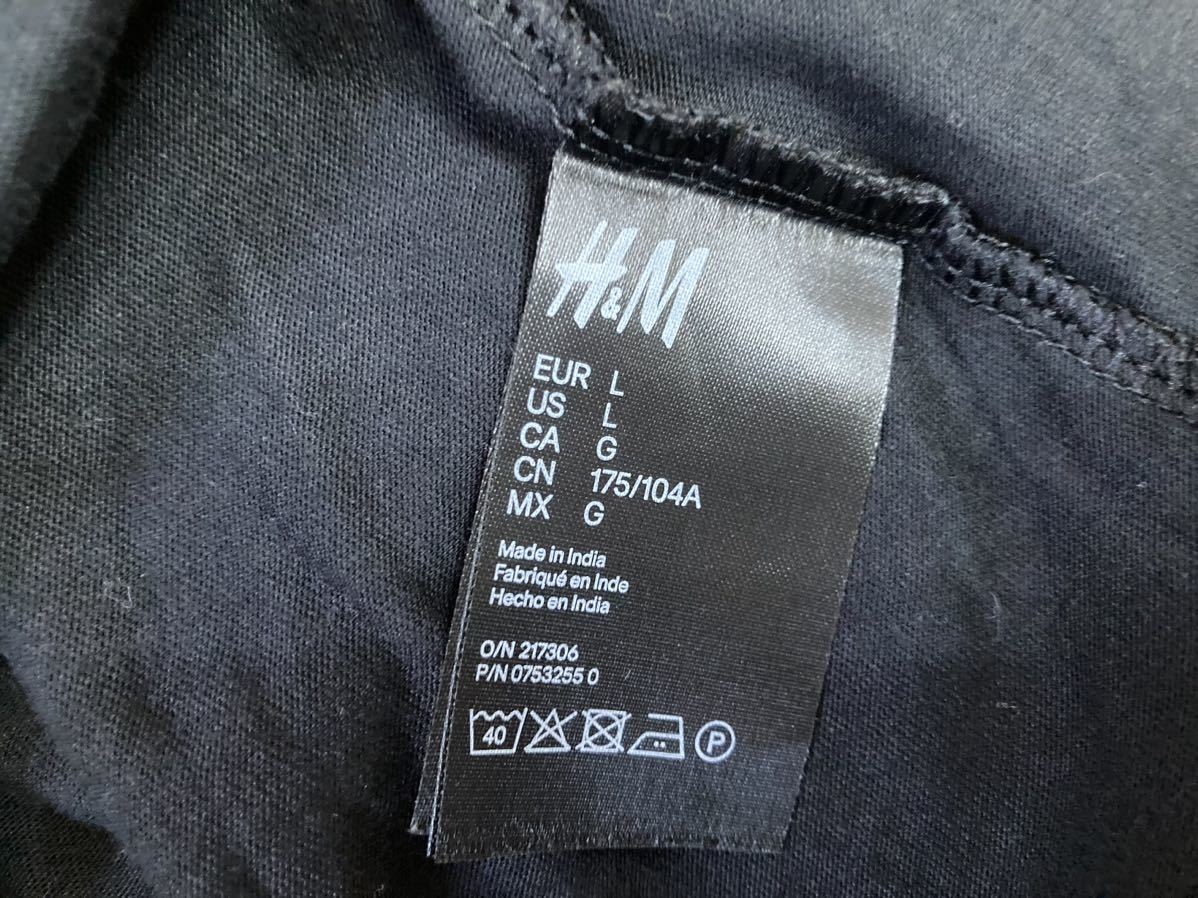 H&M
EUR L
US L
CA G
CN 175/104A
MX G
Made in India
Fabriqué en Inde
Hecho en India
O/N 217306
P/N 0753255 0
40 P